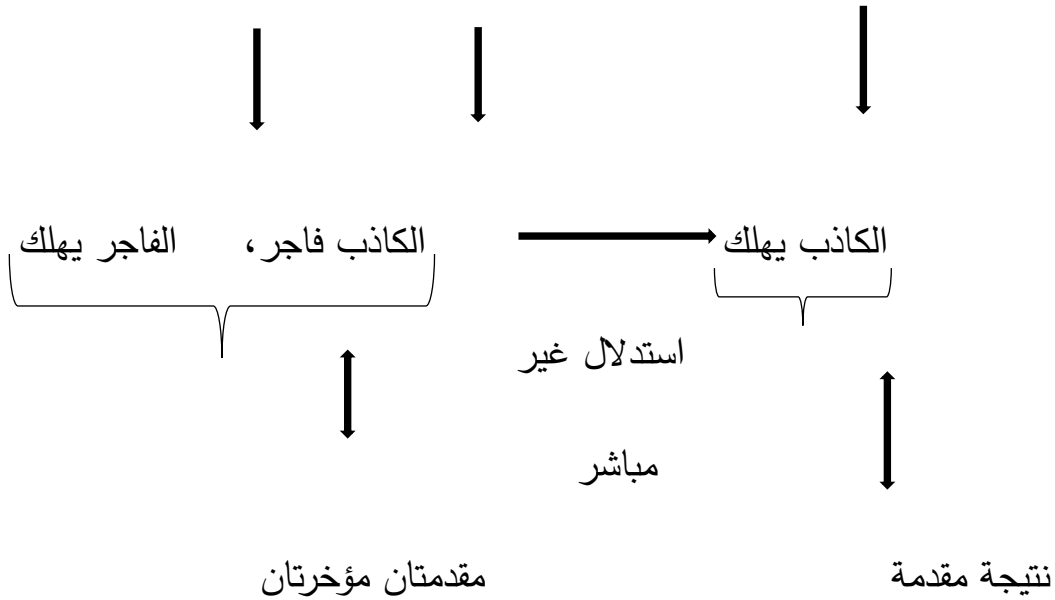 الكاذب يهلك
الكاذب فاجر، الفاجر يهلك
استدلال غير
مباشر
نتيجة مقدمة
مقدمتان مؤخرتان